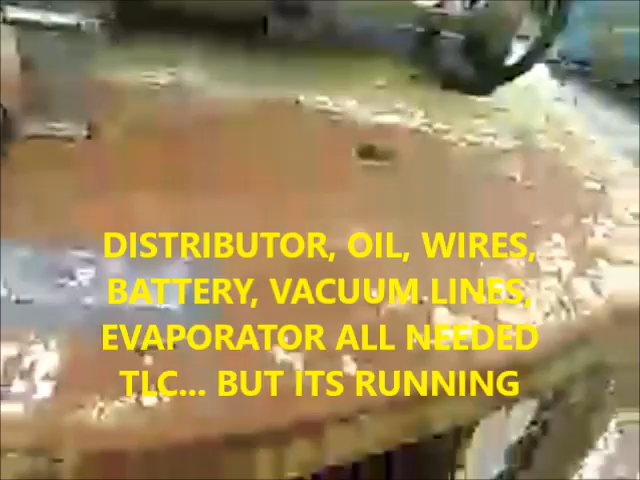 DISTRIBUTOR, OIL, WIRES,
BATTERY, VACUUM LINES,
EVAPORATOR ALL NEEDED
TLC... BUT ITS RUNNING